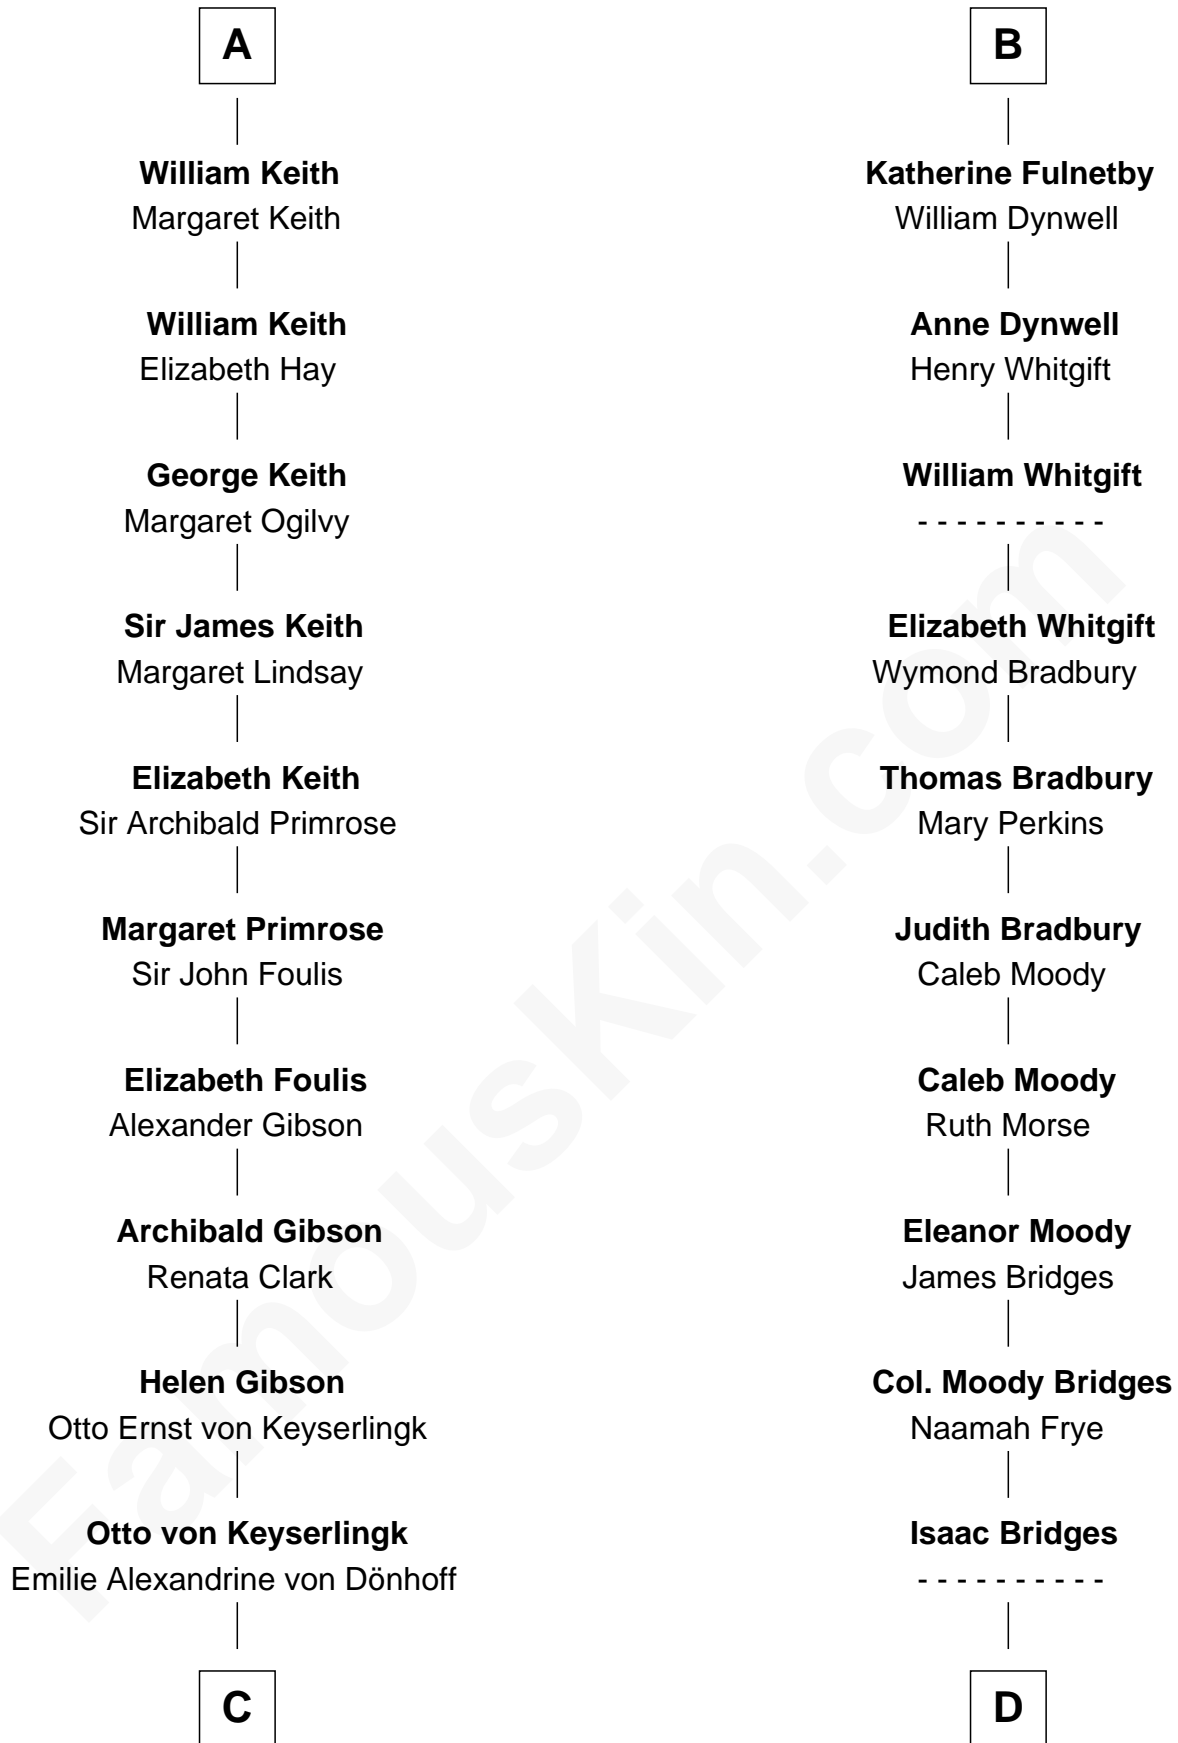 A
William Keith
Margaret Keith
William Keith
Elizabeth Hay
George Keith
Margaret Ogilvy
Sir James Keith
Margaret Lindsay
Elizabeth Keith
Sir Archibald Primrose
Margaret Primrose
Sir John Foulis
Elizabeth Foulis
Alexander Gibson
Archibald Gibson
Renata Clark
Helen Gibson
Otto Ernst von Keyserlingk
Otto von Keyserlingk
Emilie Alexandrine von Dönhoff
C
B
Katherine Fulnetby
William Dynwell
Anne Dynwell
Henry Whitgift
William Whitgift
- - - - - - - - - -
Elizabeth Whitgift
Wymond Bradbury
Thomas Bradbury
Mary Perkins
Judith Bradbury
Caleb Moody
Caleb Moody
Ruth Morse
Eleanor Moody
James Bridges
Col. Moody Bridges
Naamah Frye
Isaac Bridges
- - - - - - - - - -
D
FamousKin.com